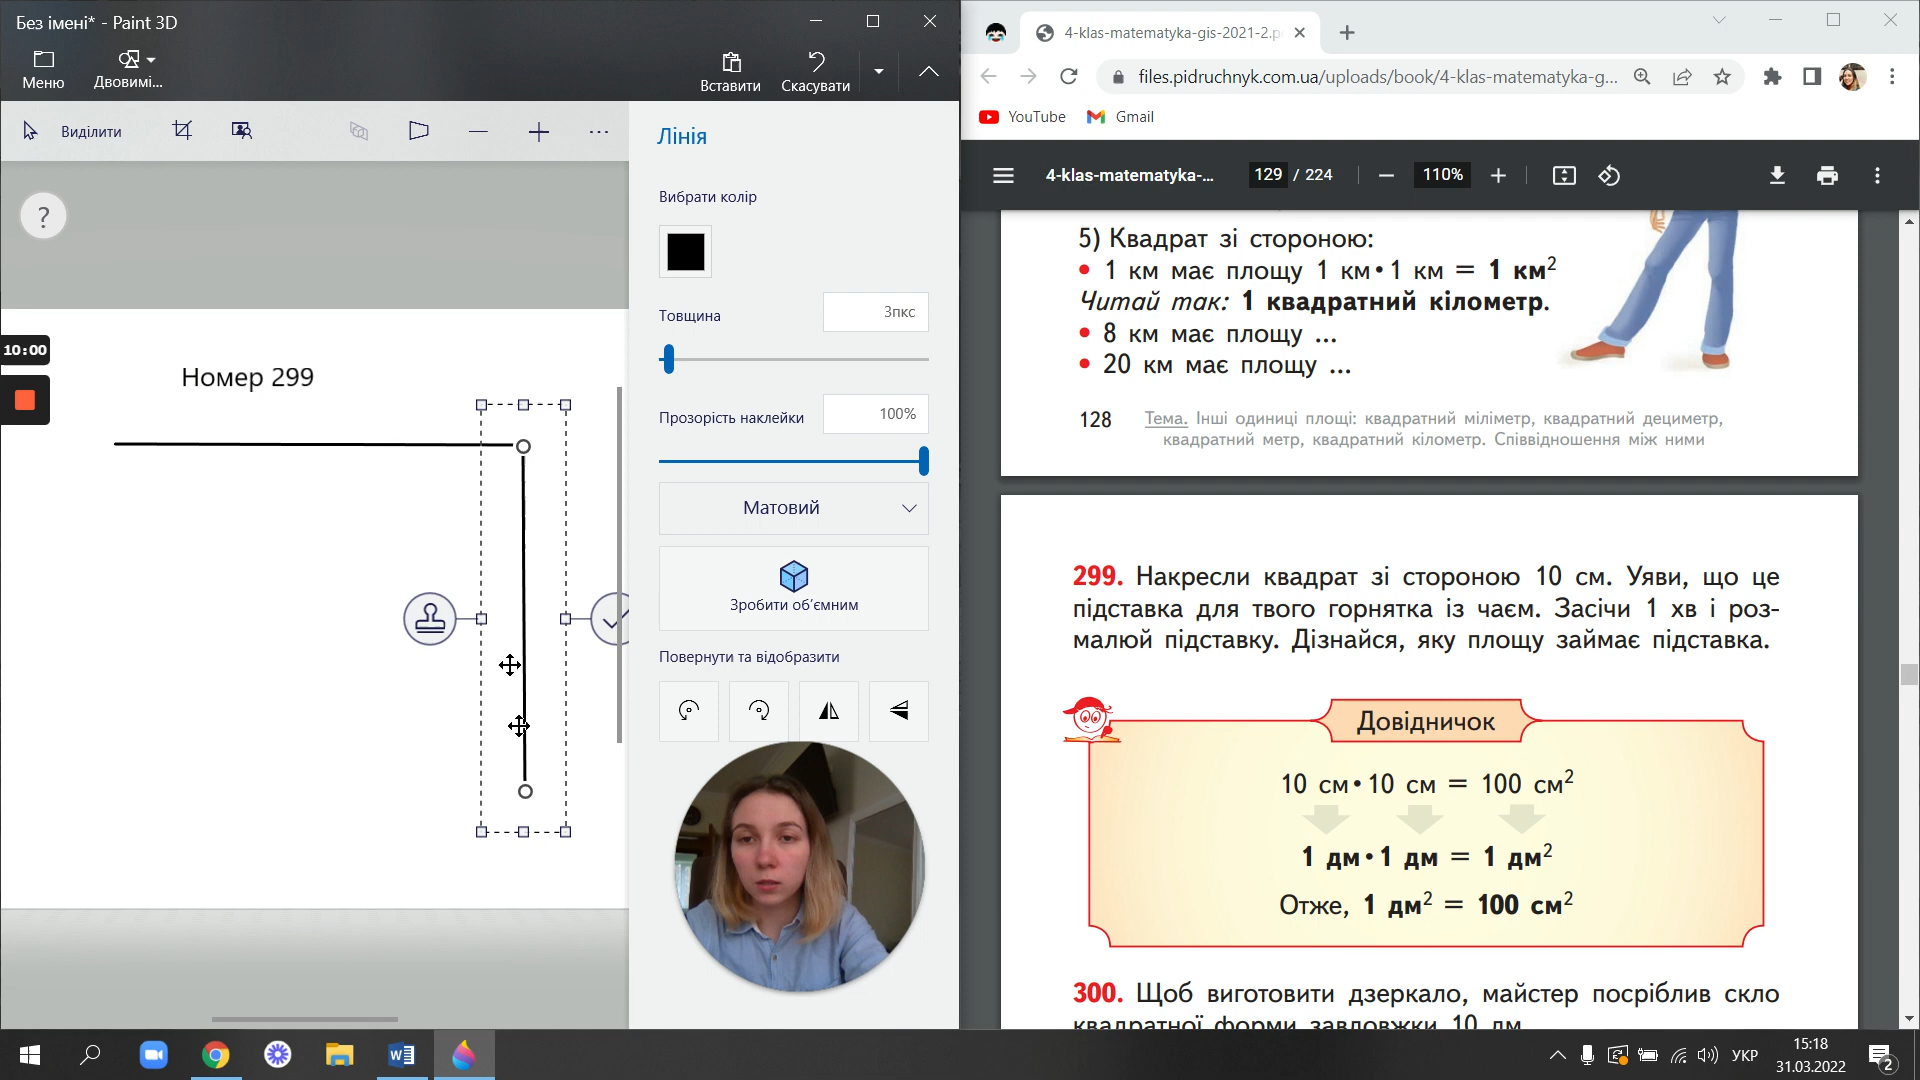 Без імені* - Paint 3D
Меню
Двовимі...
Вставити
Скасувати
Виділити
?
10:00
Номер 299
Лінія
Вибрати колір
Товщина
3пкс
Прозорість наклейки
100%
Матовий
Зробити об'ємним
Повернути та відобразити
4-klas-matematyka-gis-2021-2.p
files.pidruchnyk.com.ua/uploads/book/4-klas-matematyka-g...
YouTube
Gmail
4-klas-matematyka-...
129 / 224
110%
5) Квадрат зі стороною:
• 1 км має площу 1 км • 1 км = 1 км²
Читай так: 1 квадратний кілометр.
• 8 км має площу ...
• 20 км має площу ...
128
Тема. Інші одиниці площі: квадратний міліметр, квадратний дециметр,
квадратний метр, квадратний кілометр. Співвідношення між ними
299. Накресли квадрат зі стороною 10 см. Уяви, що це
підставка для твого горнятка із чаєм. Засічи 1 хв і роз-
малюй підставку. Дізнайся, яку площу займає підставка.
Довідничок
10 см • 10 см = 100 см²
1 дм • 1 дм = 1 дм²
Отже, 1 дм² = 100 см²
300. Щоб виготовити дзеркало, майстер посріблив скло
квадратної форми завдовжки 10 дм
УКР
15:18
31.03.2022
2